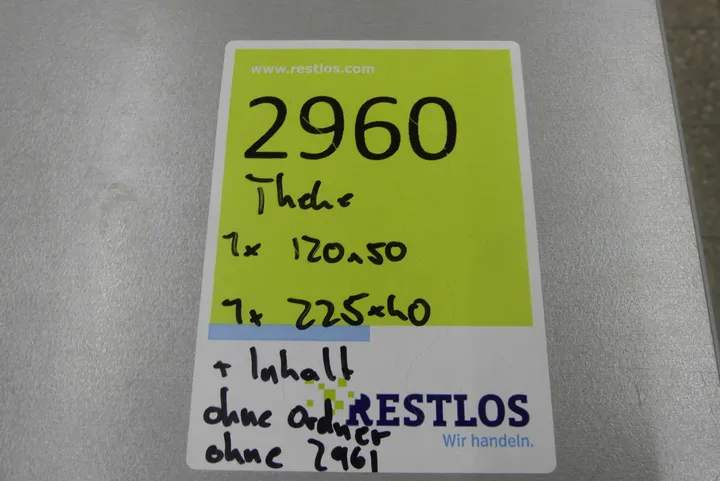 www.restlos.com
2960
Theke
1x 120x50
1x 225x40
+ Inhalt
RESTLOS
ohne Ordner
Wir handeln.
ohne 2961